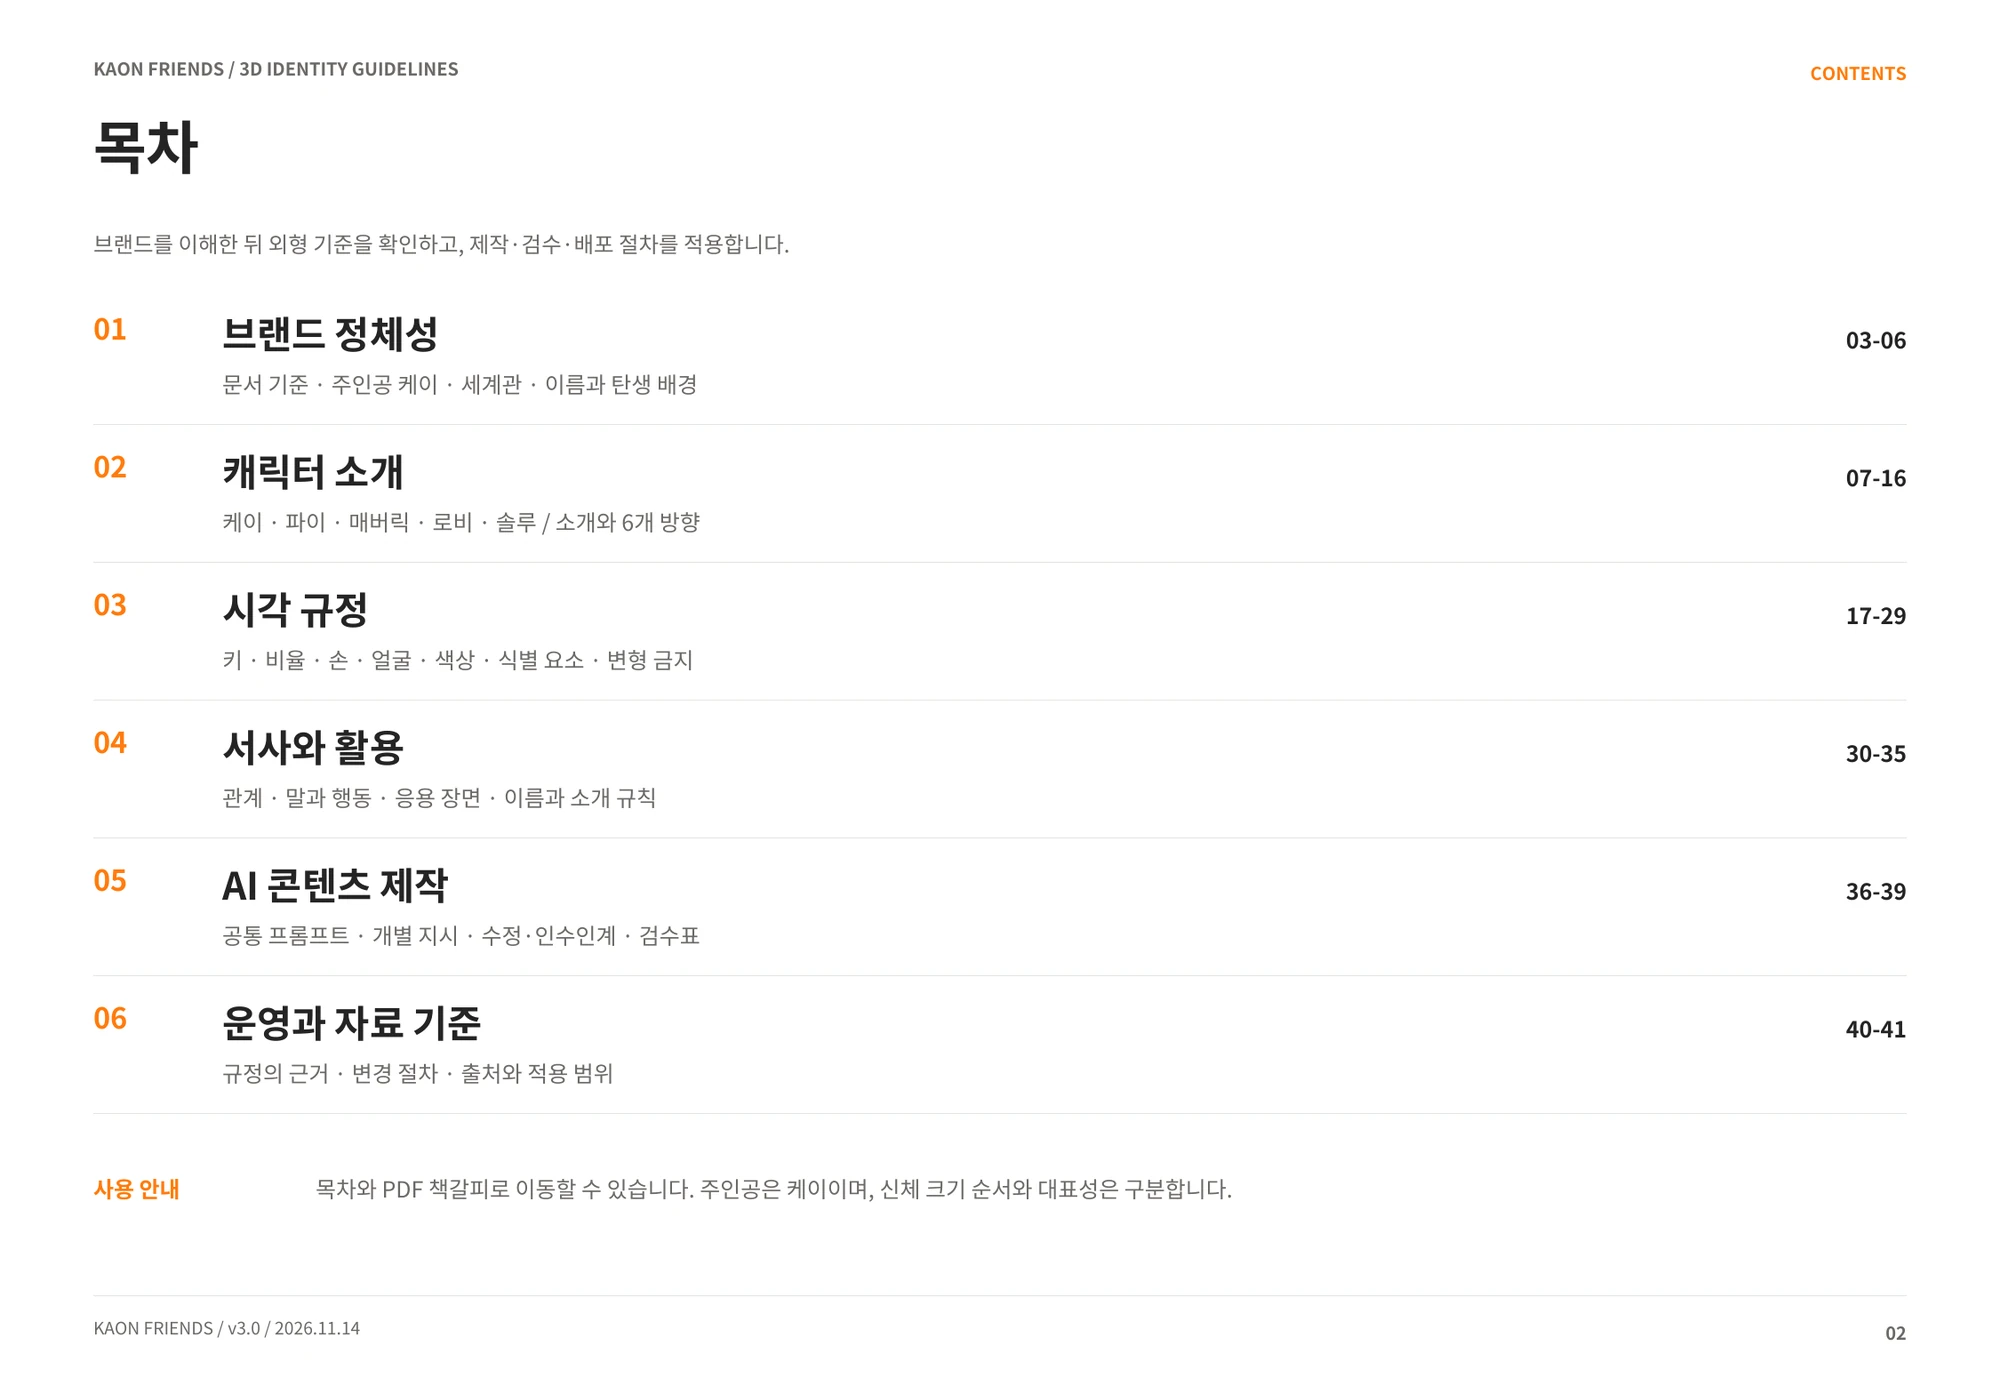 KAON FRIENDS / 3D IDENTITY GUIDELINES
CONTENTS
목차
브랜드를 이해한 뒤 외형 기준을 확인하고, 제작·검수·배포 절차를 적용합니다.
01
브랜드 정체성
03-06
문서 기준 · 주인공 케이 · 세계관 · 이름과 탄생 배경
02
캐릭터 소개
07-16
케이 · 파이 · 매버릭 · 로비 · 솔루 / 소개와 6개 방향
03
시각 규정
17-29
키 · 비율 · 손 · 얼굴 · 색상 · 식별 요소 · 변형 금지
04
서사와 활용
30-35
관계 · 말과 행동 · 응용 장면 · 이름과 소개 규칙
05
AI 콘텐츠 제작
36-39
공통 프롬프트 · 개별 지시 · 수정·인수인계 · 검수표
06
운영과 자료 기준
40-41
규정의 근거 · 변경 절차 · 출처와 적용 범위
사용 안내
목차와 PDF 책갈피로 이동할 수 있습니다. 주인공은 케이이며, 신체 크기 순서와 대표성은 구분합니다.
KAON FRIENDS / v3.0 / 2026.11.14
02